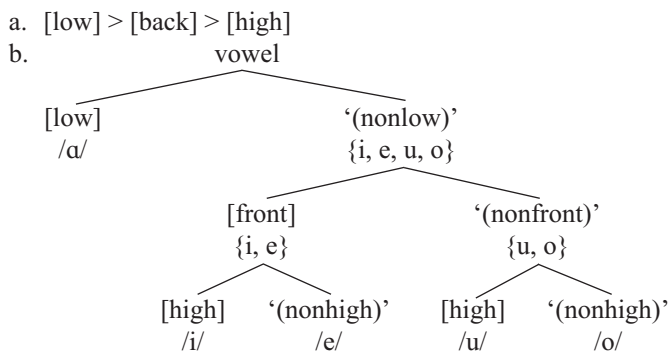 a. [low] > [back] > [high]
b. vowel
[low] ‘(nonlow)’
/ɑ/ {i, e, u, o}
[front] ‘(nonfront)’
{i, e} {u, o}
[high] ‘(nonhigh)’ [high] ‘(nonhigh)’
/i/ /e/ /u/ /o/